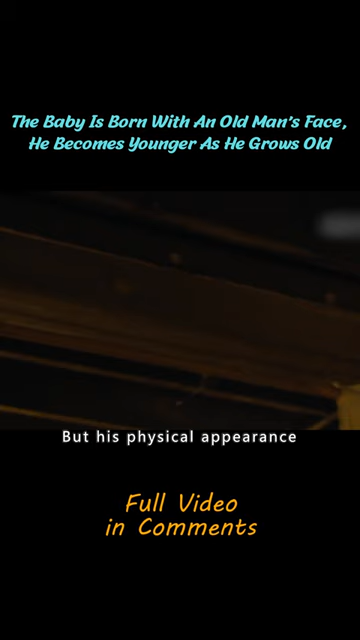 The Baby Is Born With An Old Man's Face,
He Becomes Younger As He Grows Old
But his physical appearance
Full Video
in Comments